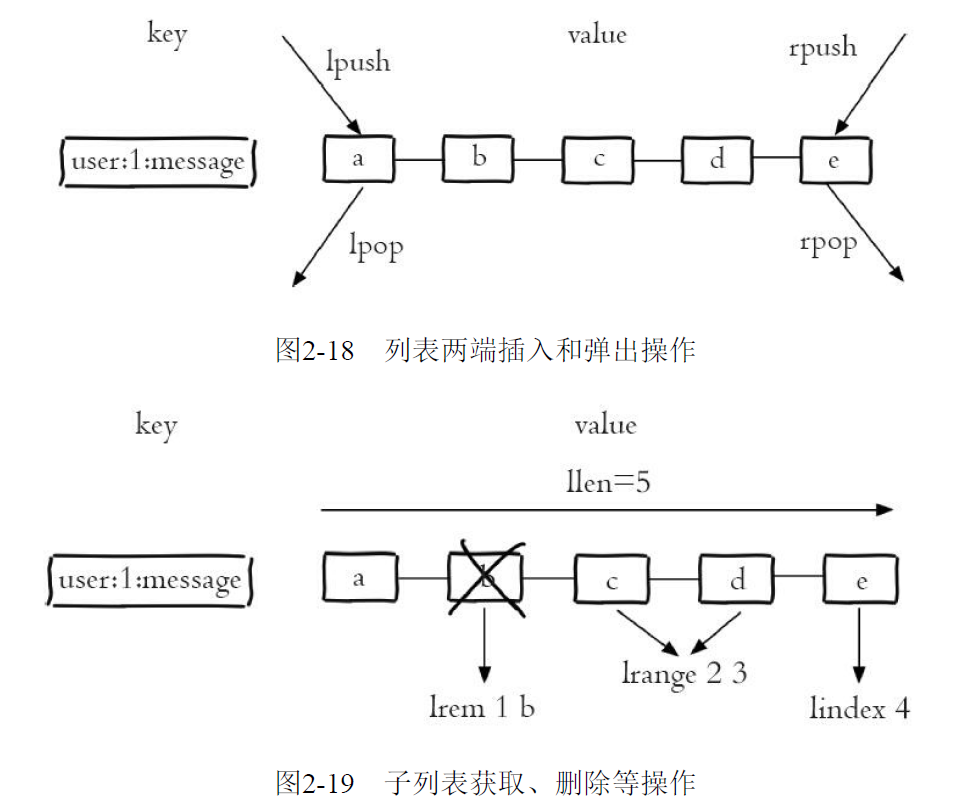 key value
lpush rpush
user:1:message a b c d e
lpop rpop
图2-18 列表两端插入和弹出操作
key value
llen=5
user:1:message a b c d e
lrange 2 3
lrem 1 b lindex 4
图2-19 子列表获取、删除等操作